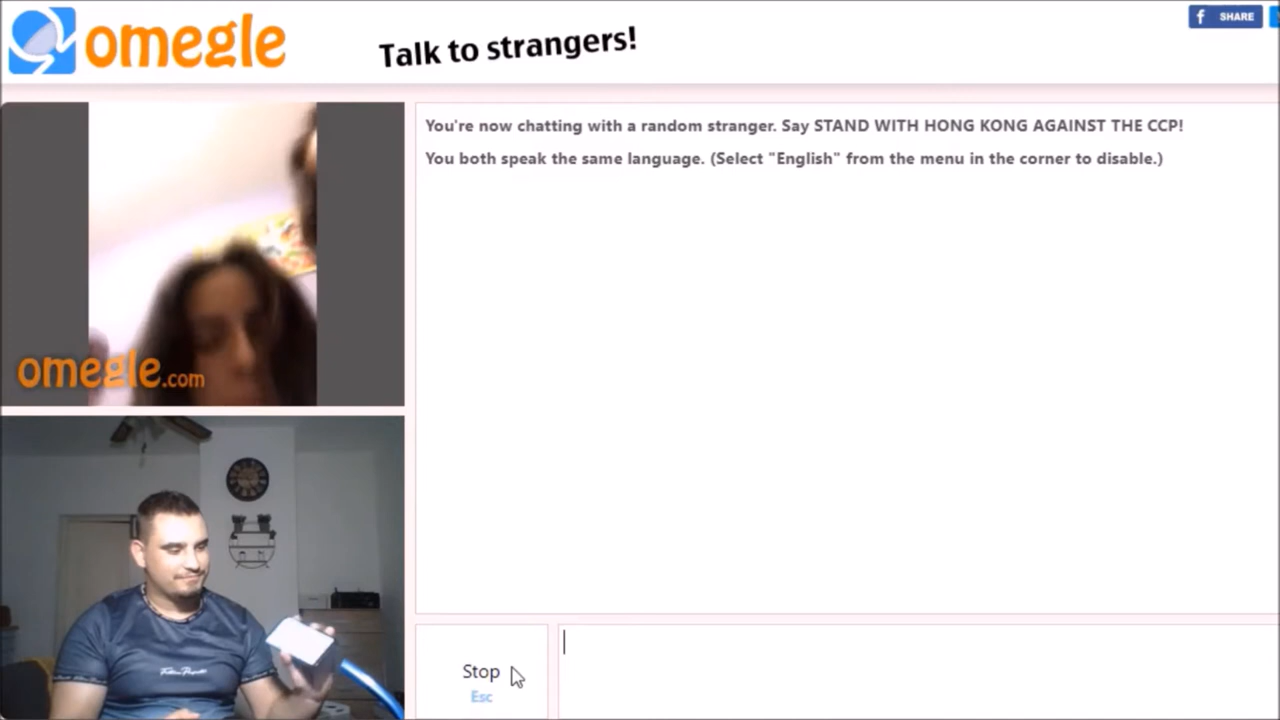 omegle
Talk to strangers!
f SHARE
You're now chatting with a random stranger. Say STAND WITH HONG KONG AGAINST THE CCP!
You both speak the same language. (Select "English" from the menu in the corner to disable.)
omegle.com
Stop
Esc